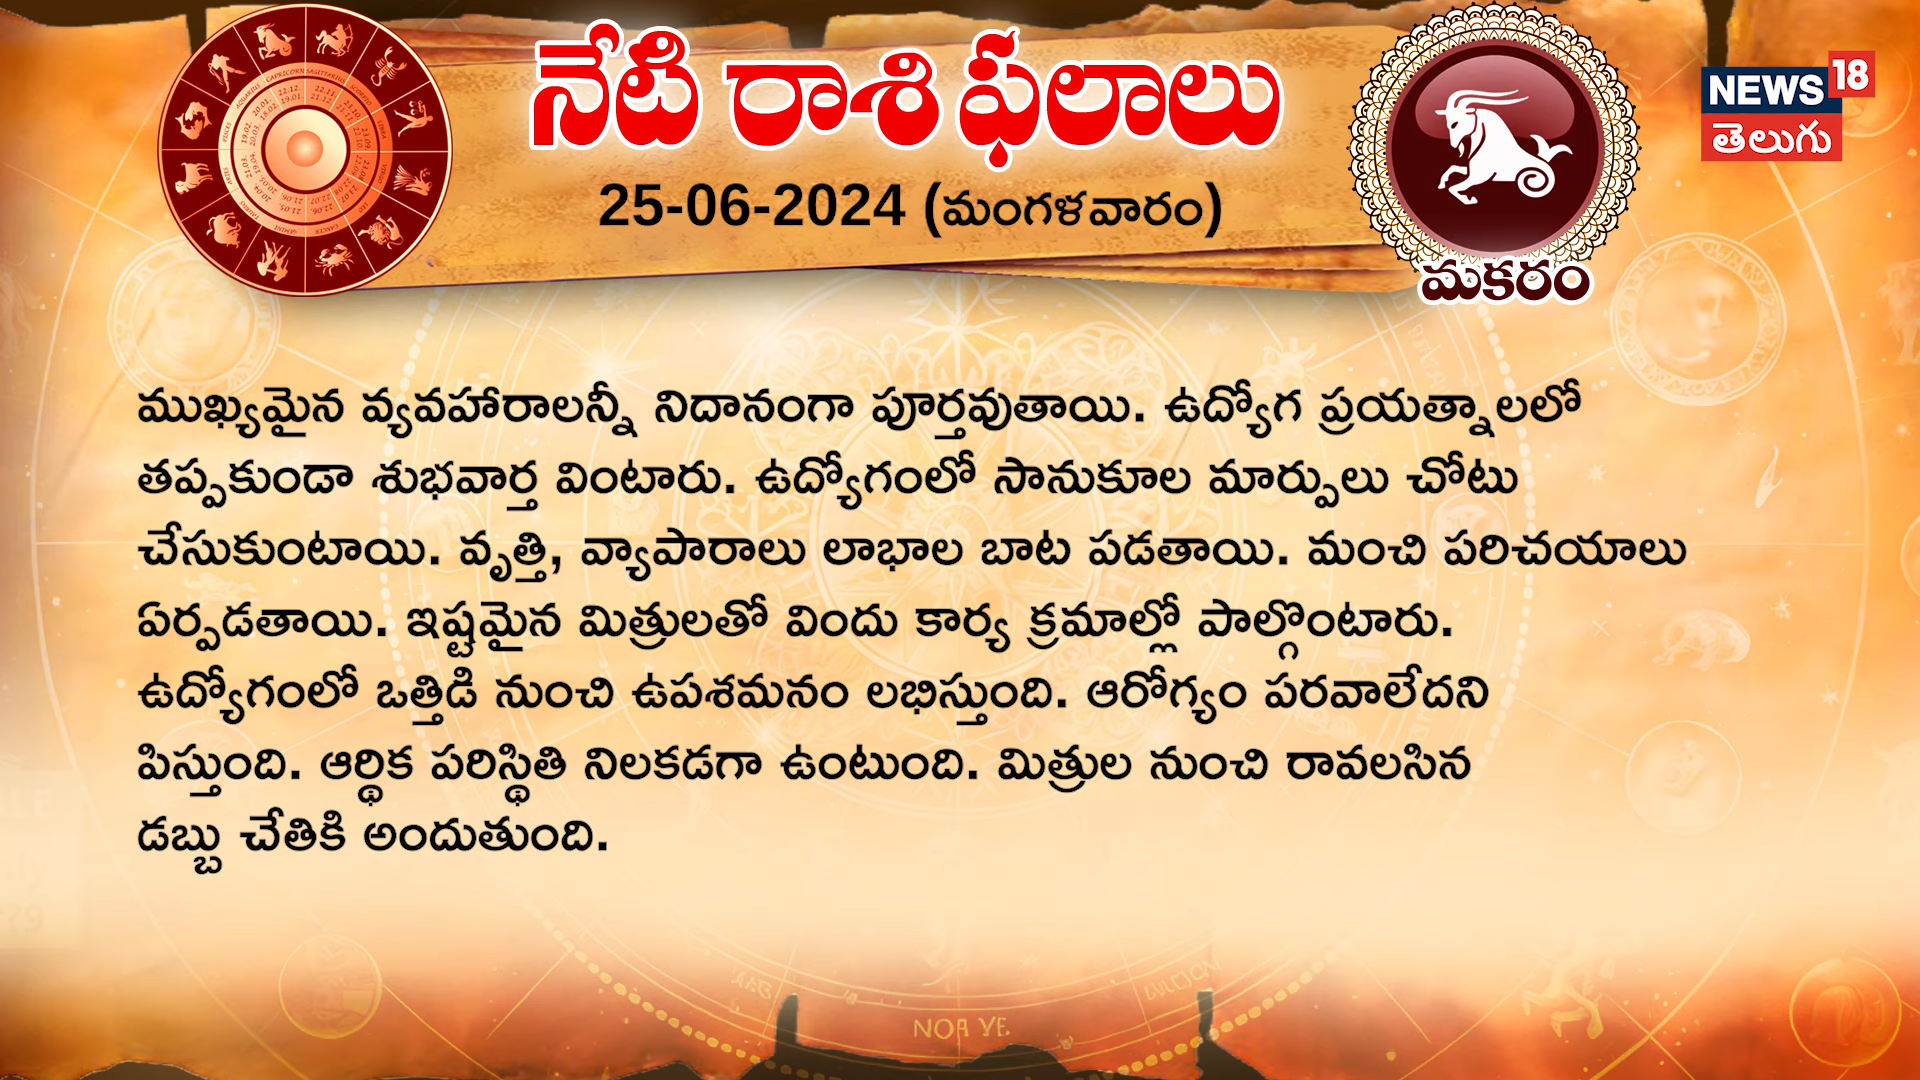 నేటి రాశి ఫలాలు
25-06-2024 (మంగళవారం)
NEWS 18
తెలుగు
మకరం
ముఖ్యమైన వ్యవహారాలన్నీ నిదానంగా పూర్తవుతాయి. ఉద్యోగ ప్రయత్నాలలో
తప్పకుండా శుభవార్త వింటారు. ఉద్యోగంలో సానుకూల మార్పులు చోటు
చేసుకుంటాయి. వృత్తి, వ్యాపారాలు లాభాల బాట పడతాయి. మంచి పరిచయాలు
ఏర్పడతాయి. ఇష్టమైన మిత్రులతో విందు కార్య క్రమాల్లో పాల్గొంటారు.
ఉద్యోగంలో ఒత్తిడి నుంచి ఉపశమనం లభిస్తుంది. ఆరోగ్యం పరవాలేదని
పిస్తుంది. ఆర్థిక పరిస్థితి నిలకడగా ఉంటుంది. మిత్రుల నుంచి రావలసిన
డబ్బు చేతికి అందుతుంది.